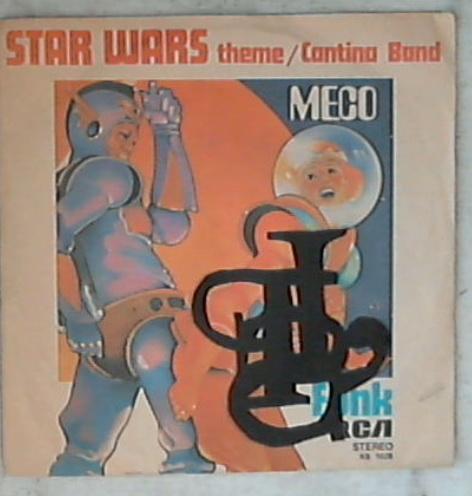 STAR WARS theme/Cantina Band
MECO
Funk
RCA
STEREO